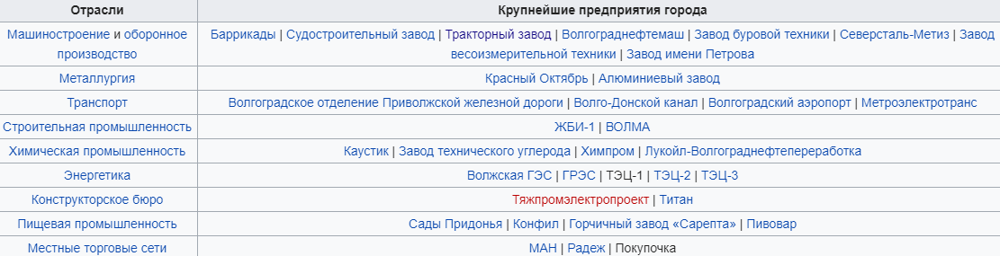 Отрасли Крупнейшие предприятия города
Машиностроение и оборонное Баррикады | Судостроительный завод | Тракторный завод | Волгограднефтемаш | Завод буровой техники | Северсталь-Метиз | Завод
производство весоизмерительной техники | Завод имени Петрова
Металлургия Красный Октябрь | Алюминиевый завод
Транспорт Волгоградское отделение Приволжской железной дороги | Волго-Донской канал | Волгоградский аэропорт | Метроэлектротранс
Строительная промышленность ЖБИ-1 | ВОЛМА
Химическая промышленность Каустик | Завод технического углерода | Химпром | Лукойл-Волгограднефтепереработка
Энергетика Волжская ГЭС | ГРЭС | ТЭЦ-1 | ТЭЦ-2 | ТЭЦ-3
Конструкторское бюро Тяжпромэлектропроект | Титан
Пищевая промышленность Сады Придонья | Конфил | Горчичный завод «Сарепта» | Пивовар
Местные торговые сети МАН | Радеж | Покупочка